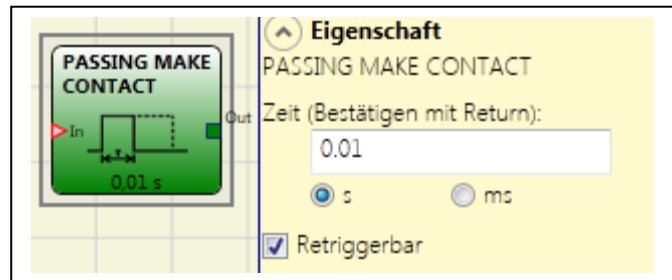 PASSING MAKE
CONTACT
In
Out
0,01 s
Eigenschaft
PASSING MAKE CONTACT
Zeit (Bestätigen mit Return):
0.01
s
ms
Retriggerbar